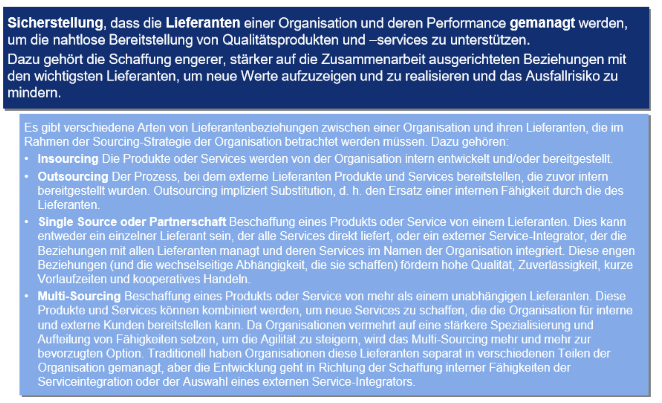 Sicherstellung, dass die Lieferanten einer Organisation und deren Performance gemanagt werden,
um die nahtlose Bereitstellung von Qualitätsprodukten und –services zu unterstützen.
Dazu gehört die Schaffung engerer, stärker auf die Zusammenarbeit ausgerichteten Beziehungen mit
den wichtigsten Lieferanten, um neue Werte aufzuzeigen und zu realisieren und das Ausfallrisiko zu
mindern.
Es gibt verschiedene Arten von Lieferantenbeziehungen zwischen einer Organisation und ihren Lieferanten, die im
Rahmen der Sourcing-Strategie der Organisation betrachtet werden müssen. Dazu gehören:
• Insourcing Die Produkte oder Services werden von der Organisation intern entwickelt und/oder bereitgestellt.
• Outsourcing Der Prozess, bei dem externe Lieferanten Produkte und Services bereitstellen, die zuvor intern
bereitgestellt wurden. Outsourcing impliziert Substitution, d. h. den Ersatz einer internen Fähigkeit durch die des
Lieferanten.
• Single Source oder Partnerschaft Beschaffung eines Produkts oder Service von einem Lieferanten. Dies kann
entweder ein einzelner Lieferant sein, der alle Services direkt liefert, oder ein externer Service-Integrator, der die
Beziehungen mit allen Lieferanten managt und deren Services im Namen der Organisation integriert. Diese engen
Beziehungen (und die wechselseitige Abhängigkeit, die sie schaffen) fördern hohe Qualität, Zuverlässigkeit, kurze
Vorlaufzeiten und kooperatives Handeln.
• Multi-Sourcing Beschaffung eines Produkts oder Service von mehr als einem unabhängigen Lieferanten. Diese
Produkte und Services können kombiniert werden, um neue Services zu schaffen, die die Organisation für interne
und externe Kunden bereitstellen kann. Da Organisationen vermehrt auf eine stärkere Spezialisierung und
Aufteilung von Fähigkeiten setzen, um die Agilität zu steigern, wird das Multi-Sourcing mehr und mehr zur
bevorzugten Option. Traditionell haben Organisationen diese Lieferanten separat in verschiedenen Teilen der
Organisation gemanagt, aber die Entwicklung geht in Richtung der Schaffung interner Fähigkeiten der
Serviceintegration oder der Auswahl eines externen Service-Integrators.